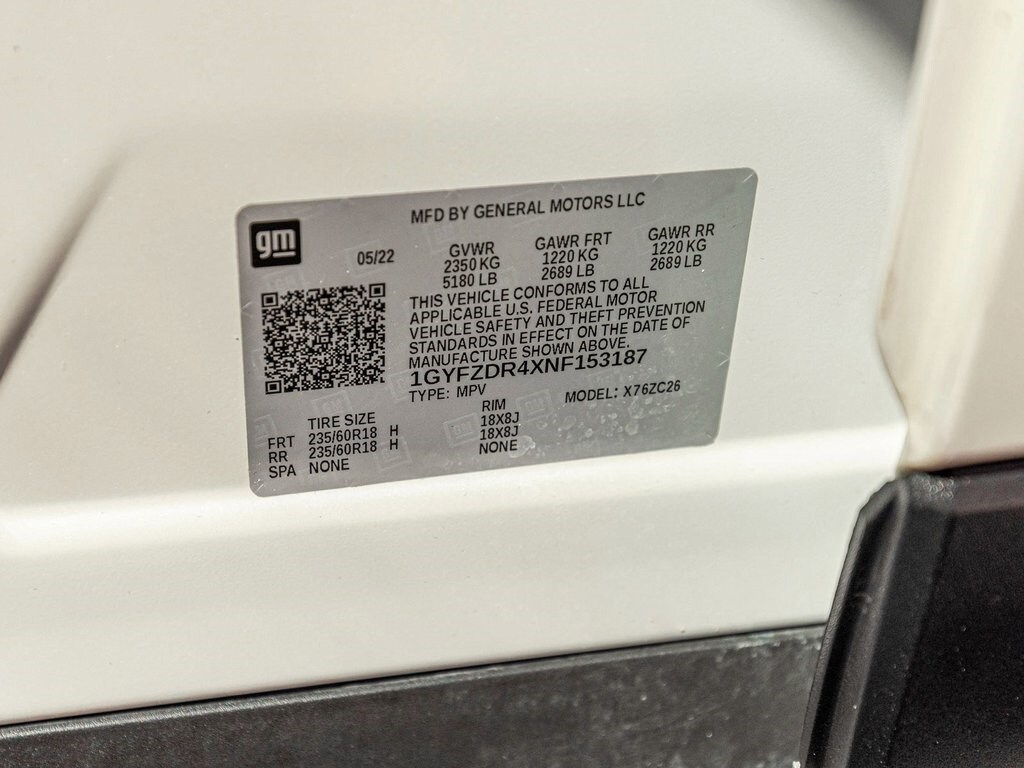 gm
MFD BY GENERAL MOTORS LLC
05/22 GVWR GAWR FRT GAWR RR
2350 KG 1220 KG 1220 KG
5180 LB 2689 LB 2689 LB
THIS VEHICLE CONFORMS TO ALL
APPLICABLE U.S. FEDERAL MOTOR
VEHICLE SAFETY AND THEFT PREVENTION
STANDARDS IN EFFECT ON THE DATE OF
MANUFACTURE SHOWN ABOVE.
1GYFZDR4XNF153187
TYPE: MPV MODEL: X76ZC26
TIRE SIZE RIM
FRT 235/60R18 H 18X8J
RR 235/60R18 H 18X8J
SPA NONE NONE